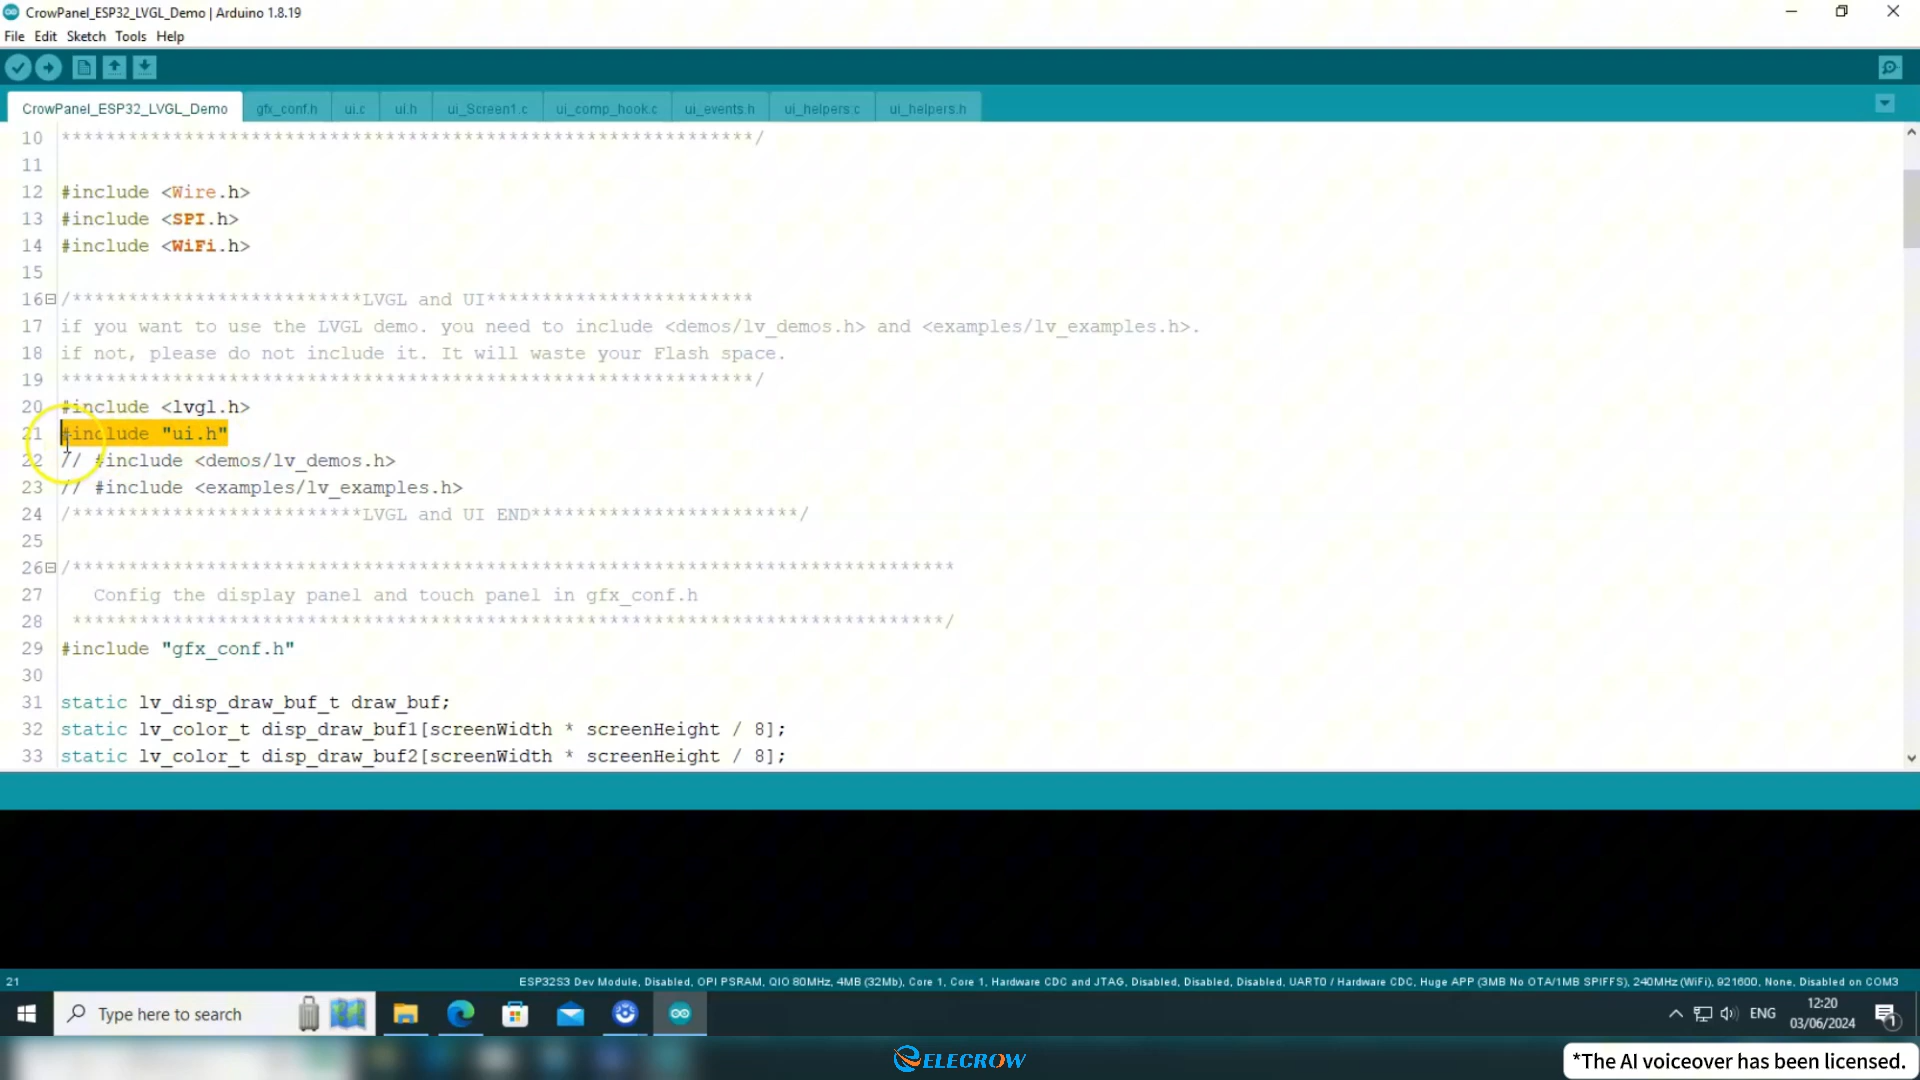 CrowPanel_ESP32_LVGL_Demo | Arduino 1.8.19
File Edit Sketch Tools Help
CrowPanel_ESP32_LVGL_Demo gfx_conf.h ui.c ui.h ui_Screen1.c ui_comp_hook.c ui_events.h ui_helpers.c ui_helpers.h
10 **************************************************************/
11
12 #include <Wire.h>
13 #include <SPI.h>
14 #include <WiFi.h>
15
16 /**************************LVGL and UI************************
17 if you want to use the LVGL demo. you need to include <demos/lv_demos.h> and <examples/lv_examples.h>.
18 if not, please do not include it. It will waste your Flash space.
19 **************************************************************/
20 #include <lvgl.h>
21 #include "ui.h"
22 // #include <demos/lv_demos.h>
23 // #include <examples/lv_examples.h>
24 /**************************LVGL and UI END************************/
25
26 /*******************************************************************************
27 Config the display panel and touch panel in gfx_conf.h
28 ******************************************************************************/
29 #include "gfx_conf.h"
30
31 static lv_disp_draw_buf_t draw_buf;
32 static lv_color_t disp_draw_buf1[screenWidth * screenHeight / 8];
33 static lv_color_t disp_draw_buf2[screenWidth * screenHeight / 8];
21 ESP32S3 Dev Module, Disabled, OPI PSRAM, QIO 80MHz, 4MB (32Mb), Core 1, Core 1, Hardware CDC and JTAG, Disabled, Disabled, Disabled, UART0 / Hardware CDC, Huge APP (3MB No OTA/1MB SPIFFS), 240MHz (WiFi), 921600, None, Disabled on COM3
Type here to search
ENG
12:20
03/06/2024
1
ELECROW
*The AI voiceover has been licensed.